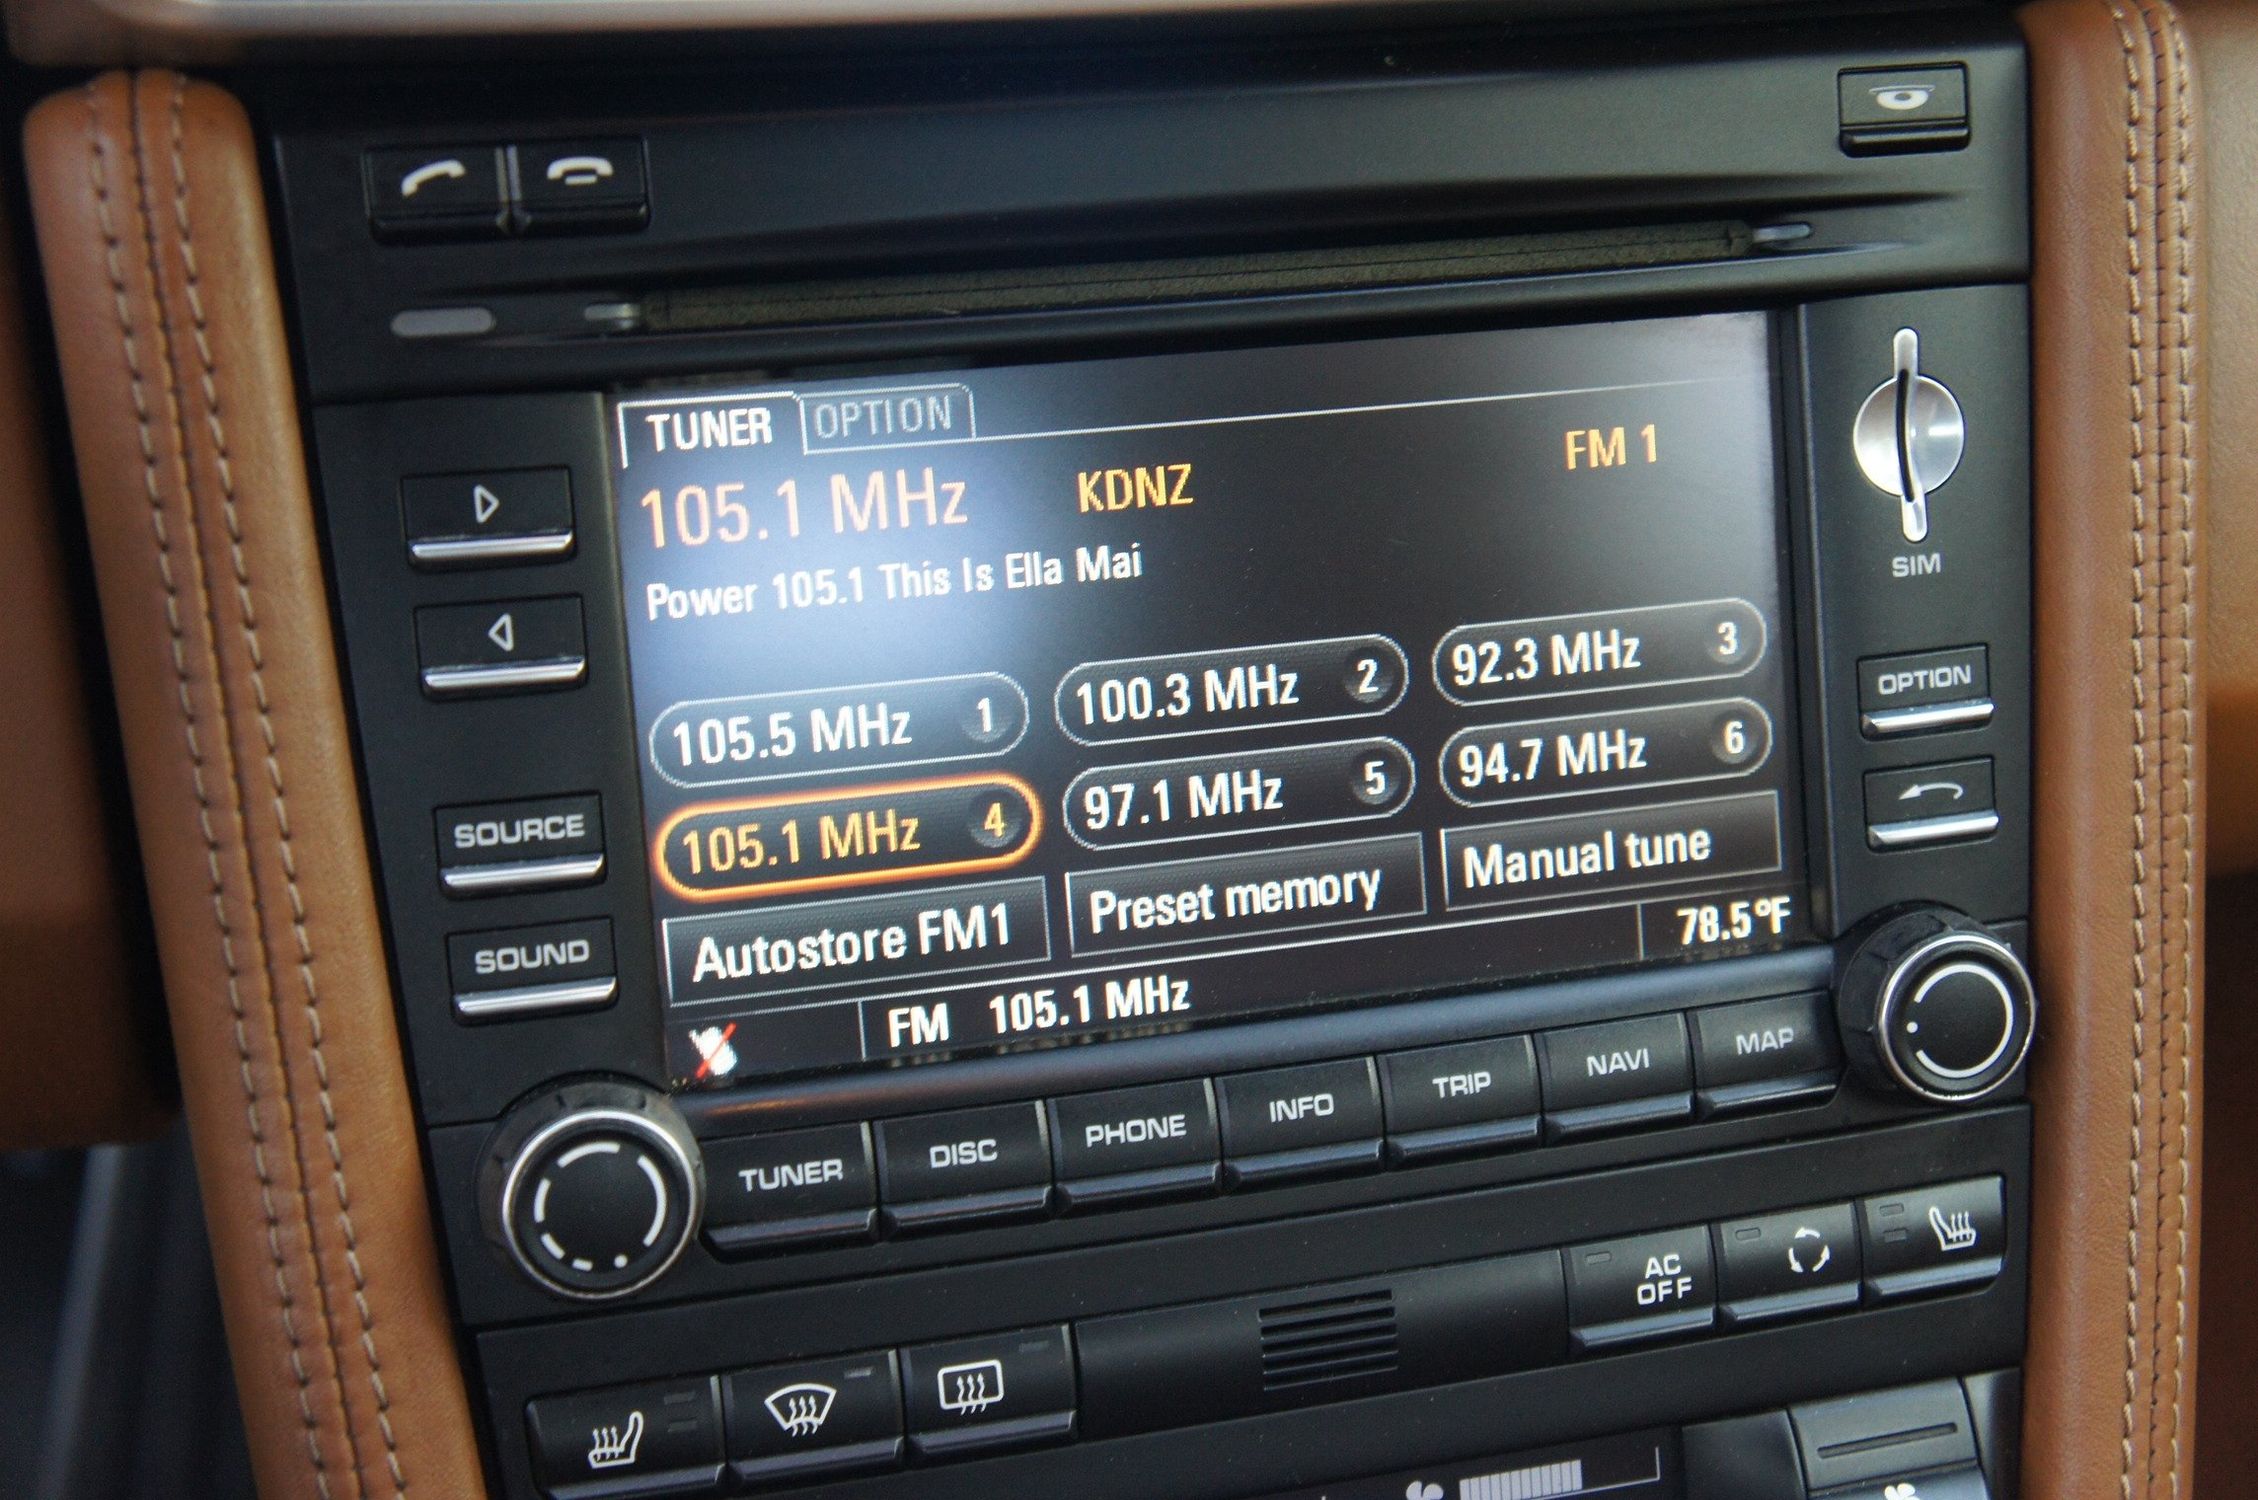 TUNER OPTION
105.1 MHz KDNZ FM 1
Power 105.1 This Is Ella Mai
105.5 MHz 1 100.3 MHz 2 92.3 MHz 3
105.1 MHz 4 97.1 MHz 5 94.7 MHz 6
Autostore FM1 Preset memory Manual tune
FM 105.1 MHz 78.5°F
SOURCE
SOUND
SIM
OPTION
TUNER DISC PHONE INFO TRIP NAVI MAP
AC
OFF